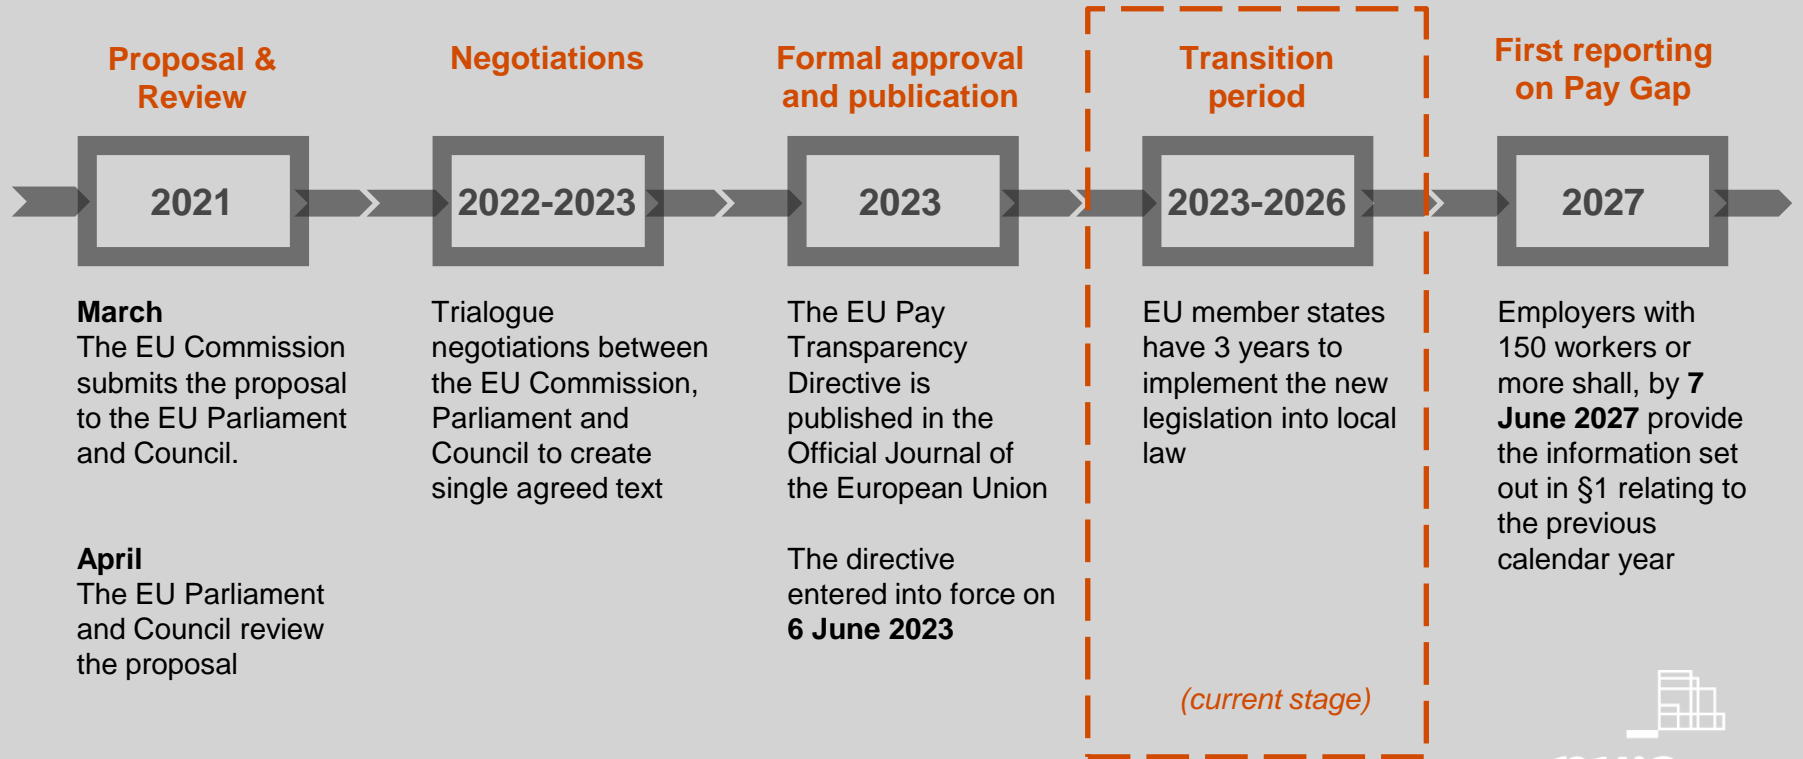 Proposal &
Review
Negotiations
Formal approval
and publication
Transition
period
First reporting
on Pay Gap
2021
2022-2023
2023
2023-2026
2027
March
The EU Commission
submits the proposal
to the EU Parliament
and Council.
April
The EU Parliament
and Council review
the proposal
Trialogue
negotiations between
the EU Commission,
Parliament and
Council to create
single agreed text
The EU Pay
Transparency
Directive is
published in the
Official Journal of
the European Union
The directive
entered into force on
6 June 2023
EU member states
have 3 years to
implement the new
legislation into local
law
(current stage)
Employers with
150 workers or
more shall, by 7
June 2027 provide
the information set
out in §1 relating to
the previous
calendar year